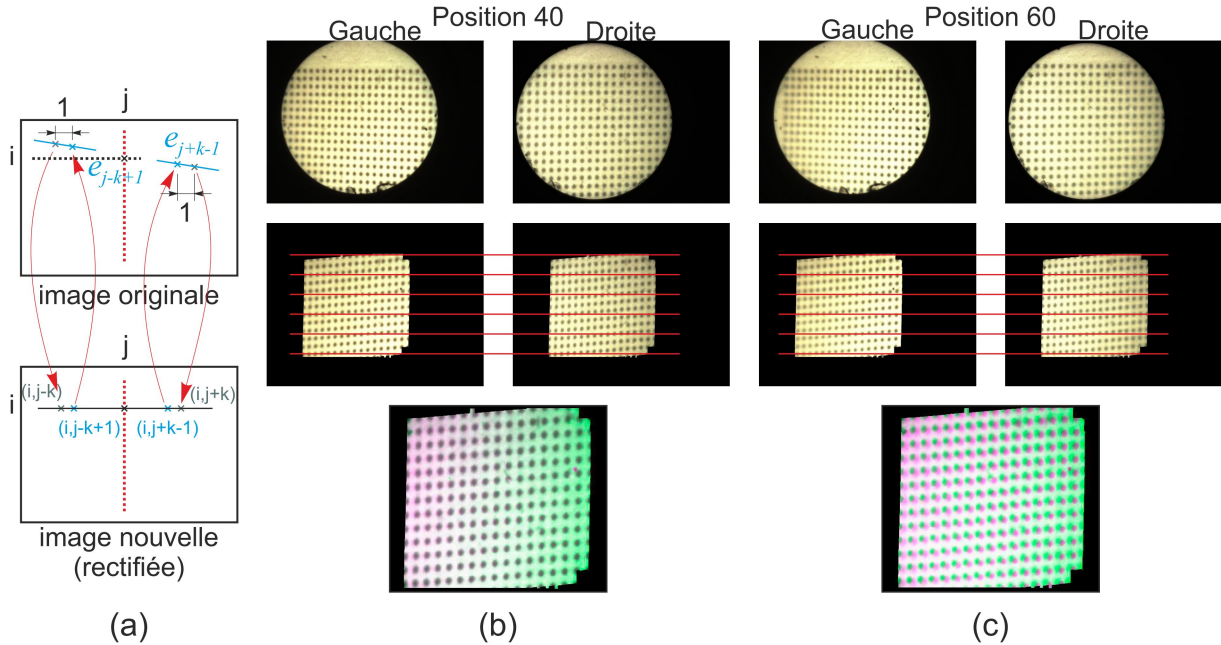 Position 40
Position 60
Gauche
Droite
Gauche
Droite
j
1
i
e_{j-k+1}
e_{j+k-1}
1
image originale
j
i
(i,j-k)
(i,j+k)
(i,j-k+1)
(i,j+k-1)
image nouvelle
(rectifiée)
(a)
(b)
(c)